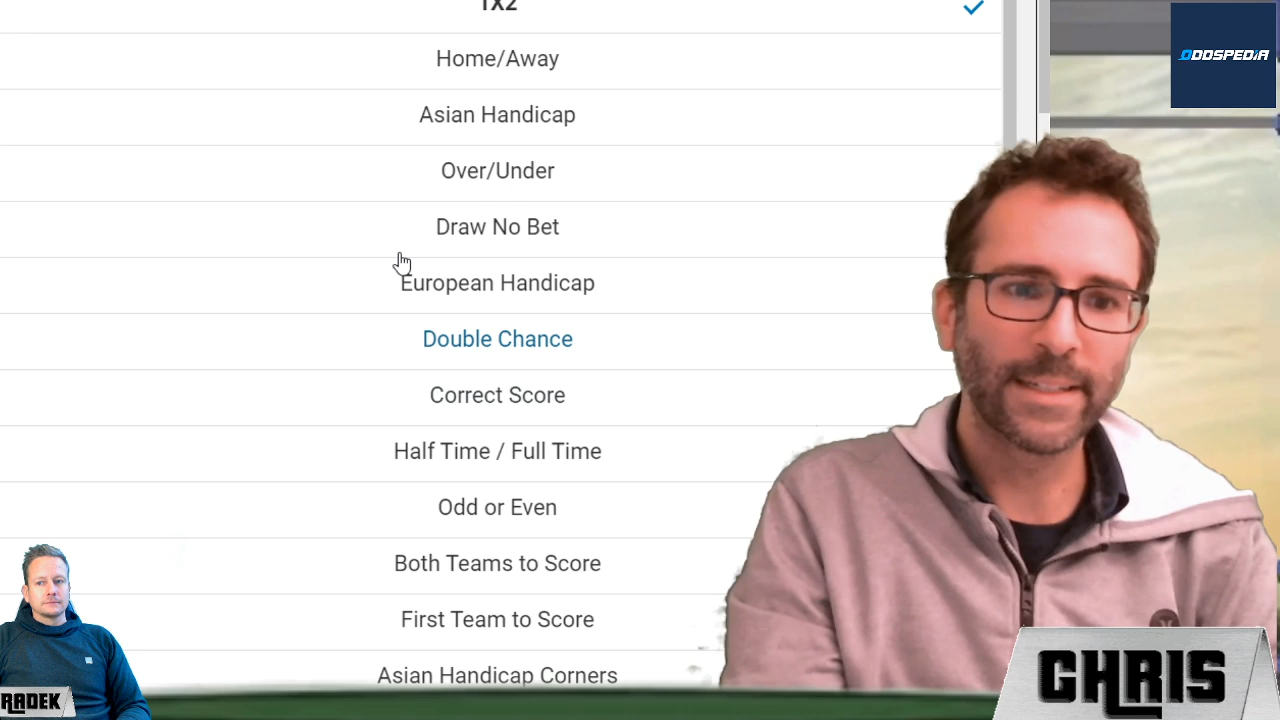 1X2
Home/Away
Asian Handicap
Over/Under
Draw No Bet
European Handicap
Double Chance
Correct Score
Half Time / Full Time
Odd or Even
Both Teams to Score
First Team to Score
Asian Handicap Corners
ODDSPEDIA
RADEK
CHRIS